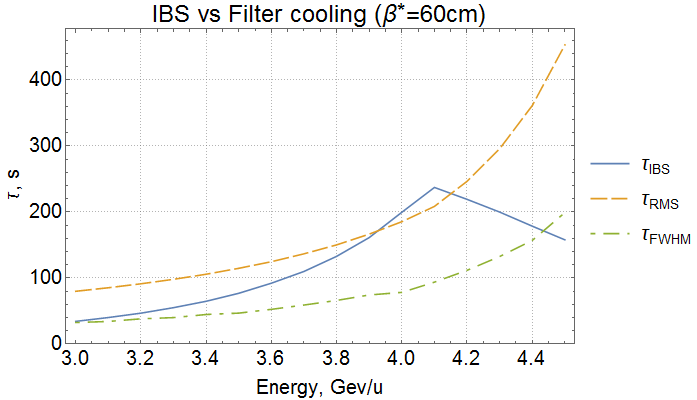 IBS vs Filter cooling (β*=60cm)
400
300
200
100
0
τ, s
3.0 3.2 3.4 3.6 3.8 4.0 4.2 4.4
Energy, Gev/u
τIBS
τRMS
τFWHM